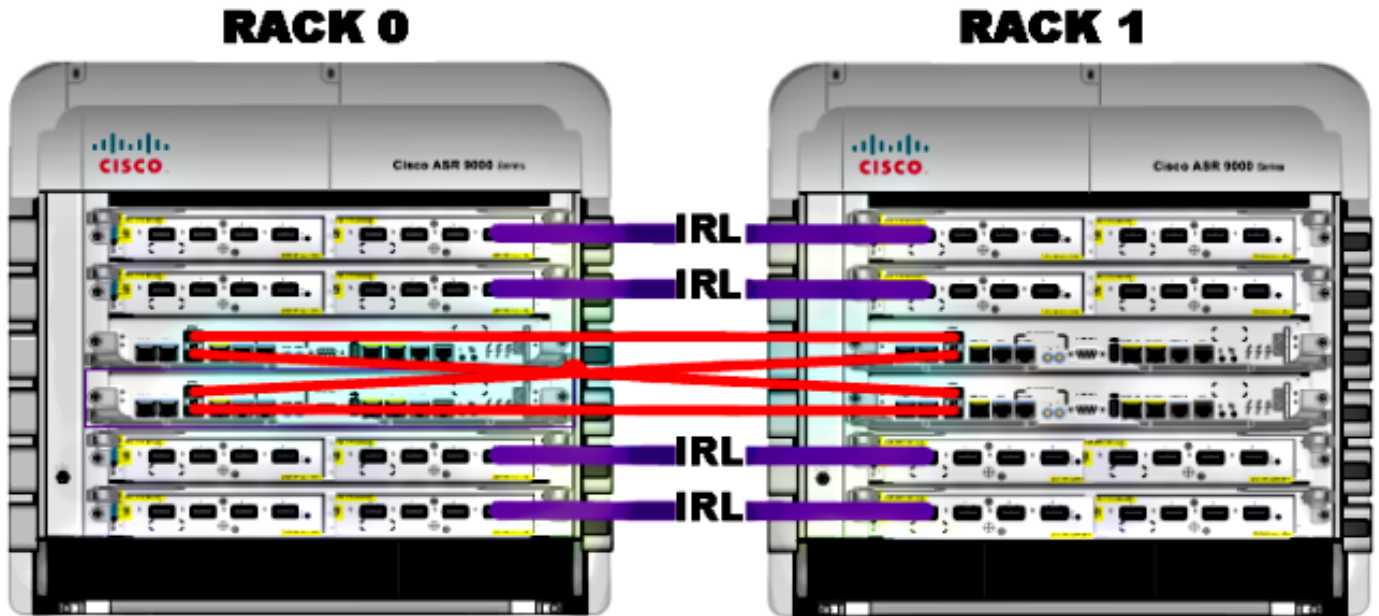 RACK 0
RACK 1
CISCO
Cisco ASR 9000 Series
CISCO
Cisco ASR 9000 Series
IRL
IRL
IRL
IRL